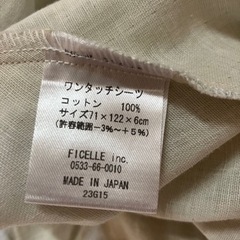 ワンタッチシーツ
コットン　100%
サイズ71×122×6cm
(許容範囲-3%~+5%)
FICELLE inc.
0533-66-0010
MADE IN JAPAN
23G15